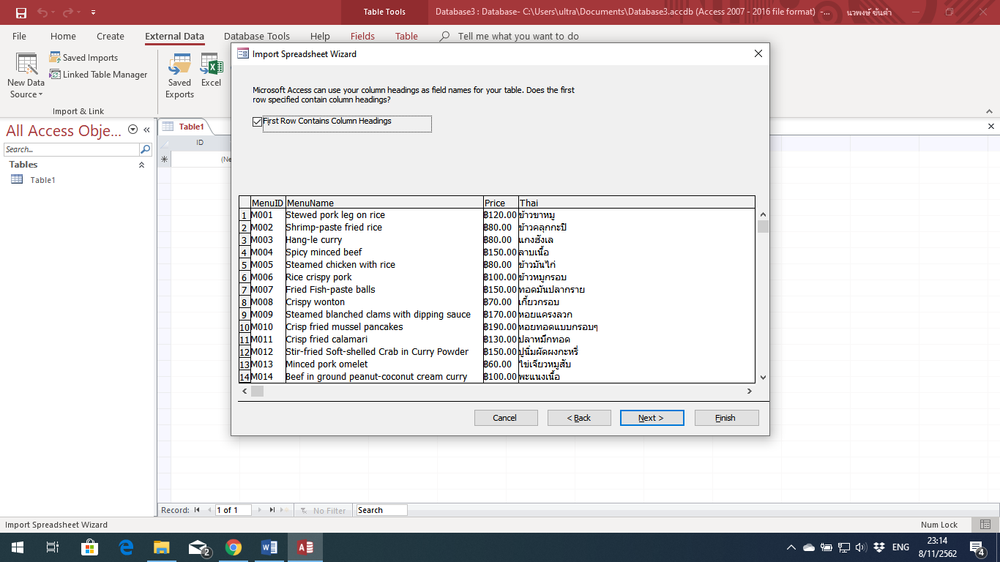 Table Tools
Database3 : Database- C:\Users\ultra\Documents\Database3.accdb (Access 2007 - 2016 file format) -...
นวพงษ์ ขันคำ
File Home Create External Data Database Tools Help Fields Table Tell me what you want to do
New Data Source
Saved Imports
Linked Table Manager
Import & Link
Saved Exports
Excel
Import Spreadsheet Wizard
Microsoft Access can use your column headings as field names for your table. Does the first
row specified contain column headings?
First Row Contains Column Headings
All Access Obje...
Search...
Tables
Table1
Table1
ID
(Ne
MenuID MenuName Price Thai
1 M001 Stewed pork leg on rice ฿120.00 ข้าวขาหมู
2 M002 Shrimp-paste fried rice ฿80.00 ข้าวคลุกกะปิ
3 M003 Hang-le curry ฿80.00 แกงฮังเล
4 M004 Spicy minced beef ฿150.00 ลาบเนื้อ
5 M005 Steamed chicken with rice ฿80.00 ข้าวมันไก่
6 M006 Rice crispy pork ฿100.00 ข้าวหมูกรอบ
7 M007 Fried Fish-paste balls ฿150.00 ทอดมันปลากราย
8 M008 Crispy wonton ฿70.00 เกี้ยวกรอบ
9 M009 Steamed blanched clams with dipping sauce ฿170.00 หอยแครงลวก
10 M010 Crisp fried mussel pancakes ฿190.00 หอยทอดแบบกรอบๆ
11 M011 Crisp fried calamari ฿130.00 ปลาหมึกทอด
12 M012 Stir-fried Soft-shelled Crab in Curry Powder ฿150.00 ปูนิ่มผัดผงกะหรี่
13 M013 Minced pork omelet ฿60.00 ไข่เจียวหมูสับ
14 M014 Beef in ground peanut-coconut cream curry ฿100.00 พะแนงเนื้อ
Cancel < Back Next > Finish
Record: 1 of 1 No Filter Search
Import Spreadsheet Wizard
Num Lock
2
ENG
23:14
8/11/2562
4